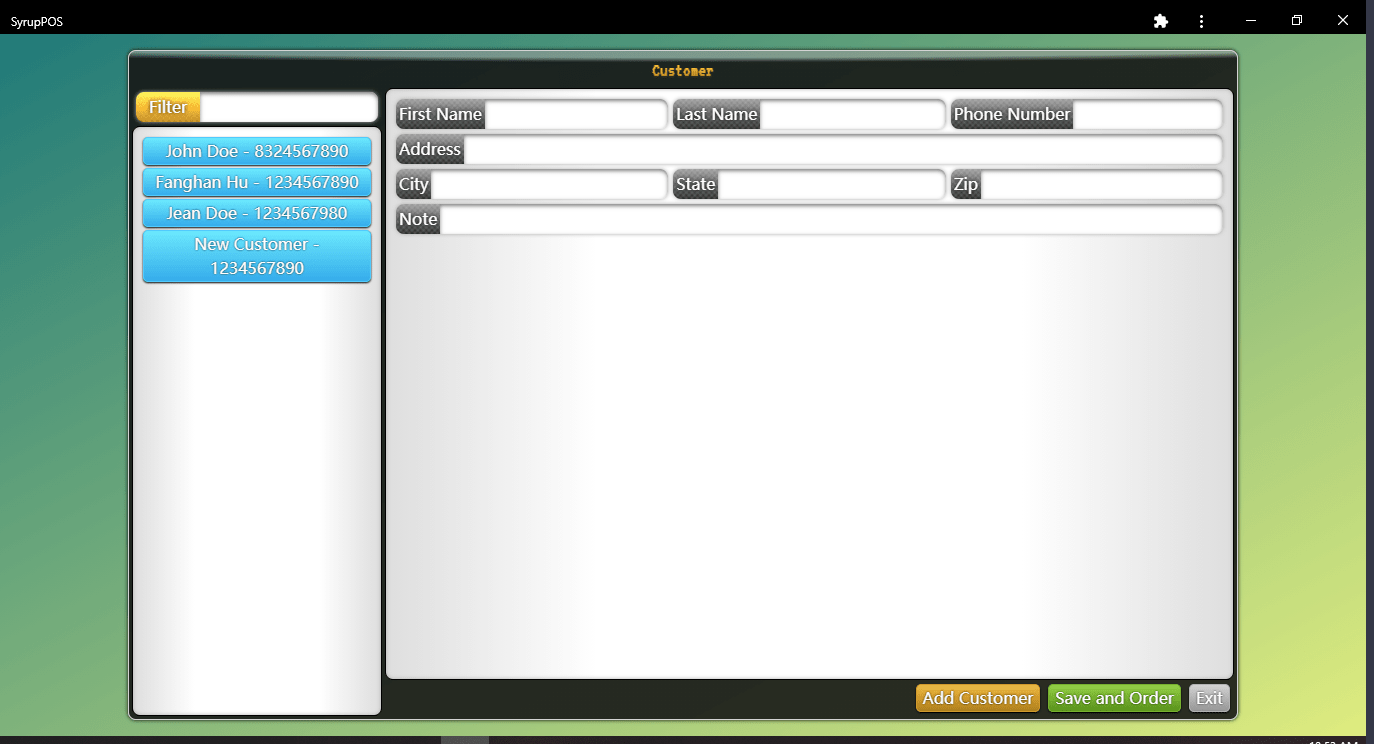 SyrupPOS
Customer
Filter
John Doe - 8324567890
Fanghan Hu - 1234567890
Jean Doe - 1234567980
New Customer -
1234567890
First Name
Last Name
Phone Number
Address
City
State
Zip
Note
Add Customer
Save and Order
Exit